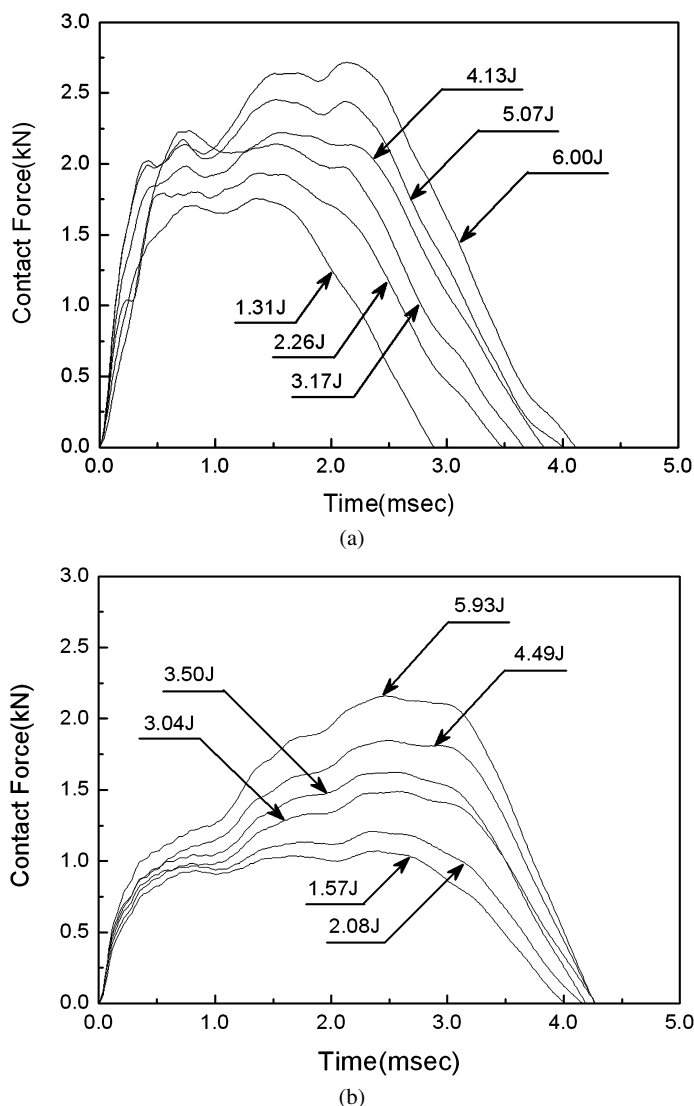 3.0
2.5
2.0
1.5
1.0
0.5
0.0
Contact Force(kN)
4.13J
5.07J
6.00J
1.31J
2.26J
3.17J
0.0 1.0 2.0 3.0 4.0 5.0
Time(msec)
(a)
3.0
2.5
2.0
1.5
1.0
0.5
0.0
Contact Force(kN)
5.93J
4.49J
3.50J
3.04J
1.57J
2.08J
0.0 1.0 2.0 3.0 4.0 5.0
Time(msec)
(b)